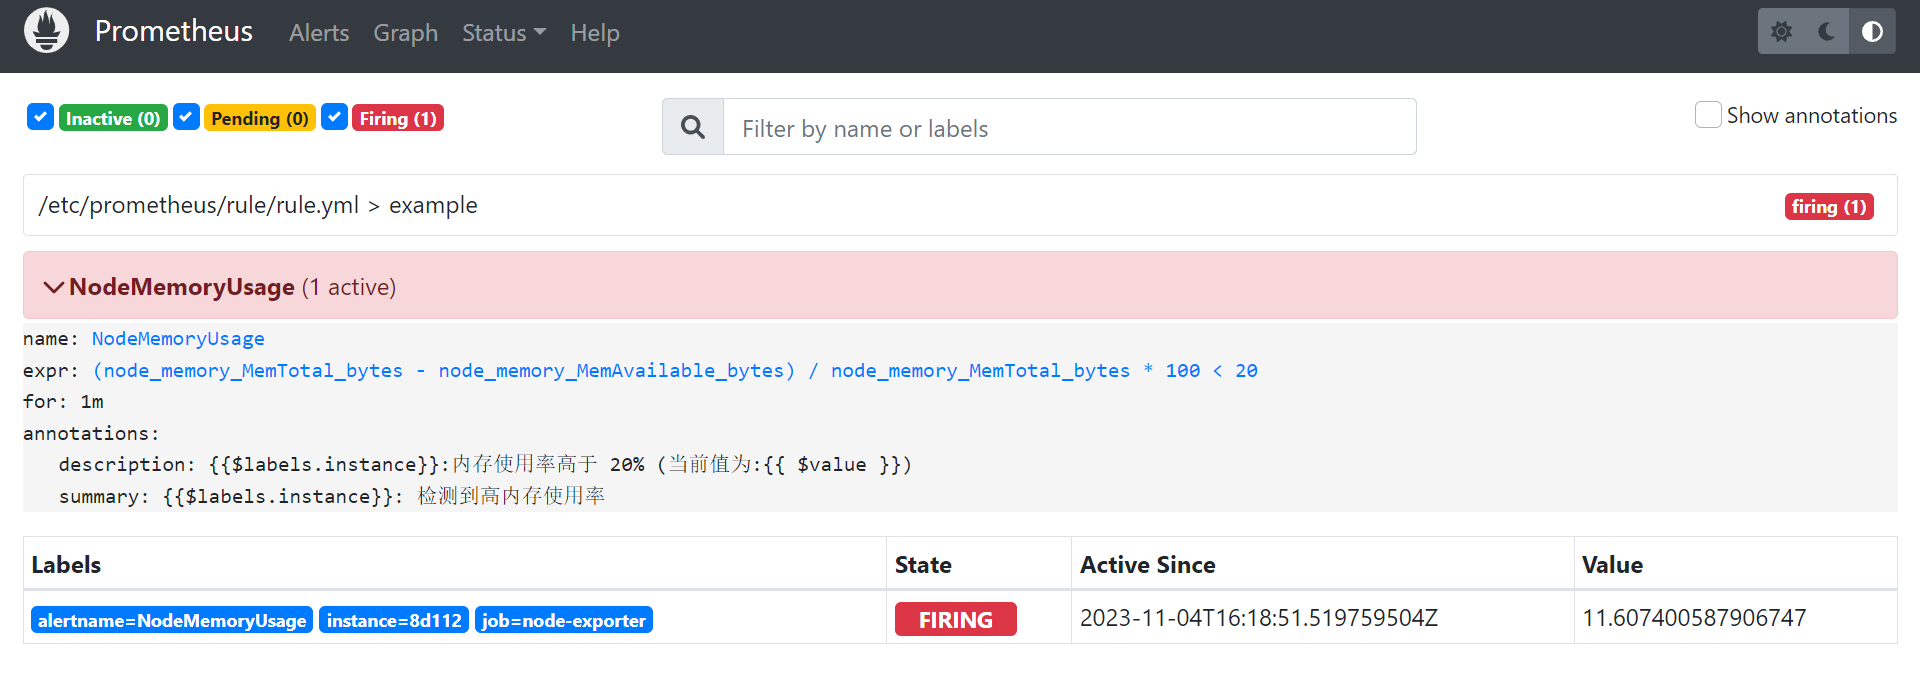 Prometheus Alerts Graph Status Help
Inactive (0) Pending (0) Firing (1) Filter by name or labels Show annotations
/etc/prometheus/rule/rule.yml > example firing (1)
NodeMemoryUsage (1 active)
name: NodeMemoryUsage
expr: (node_memory_MemTotal_bytes - node_memory_MemAvailable_bytes) / node_memory_MemTotal_bytes * 100 < 20
for: 1m
annotations:
description: {{$labels.instance}}:内存使用率高于 20% (当前值为:{{ $value }})
summary: {{$labels.instance}}: 检测到高内存使用率
Labels State Active Since Value
alertname=NodeMemoryUsage instance=8d112 job=node-exporter FIRING 2023-11-04T16:18:51.519759504Z 11.607400587906747